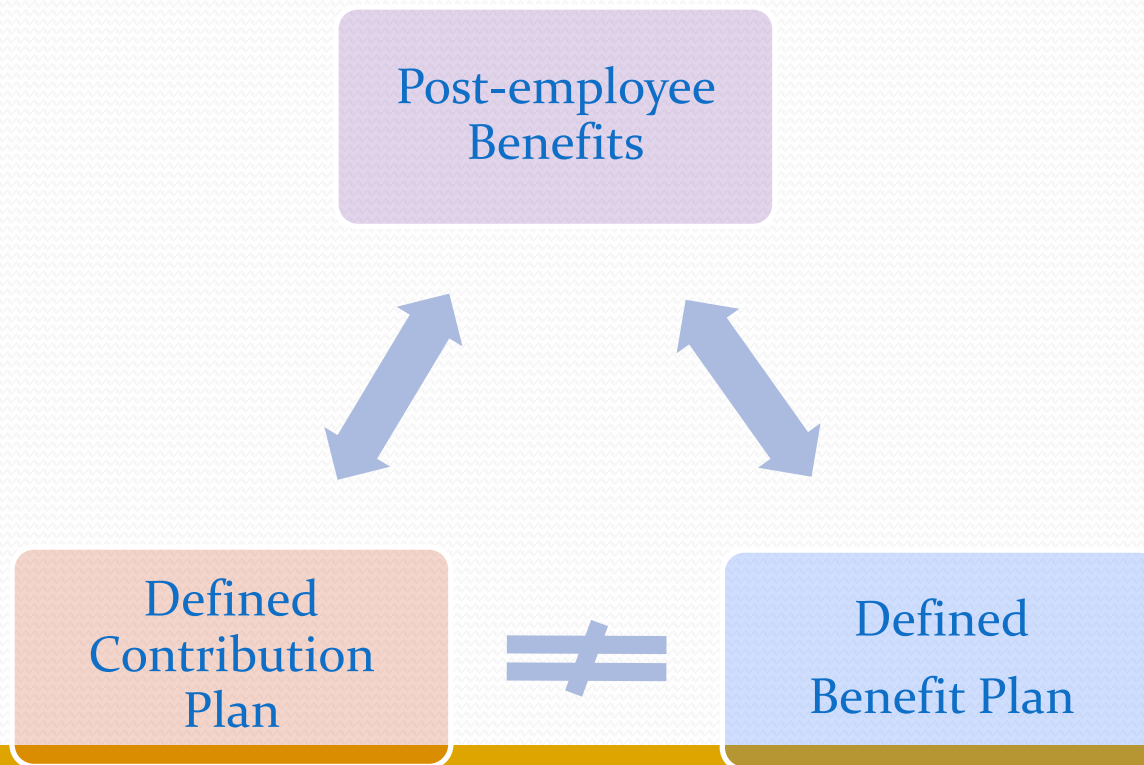 Post-employee
Benefits
Defined
Contribution
Plan
≠
Defined
Benefit Plan